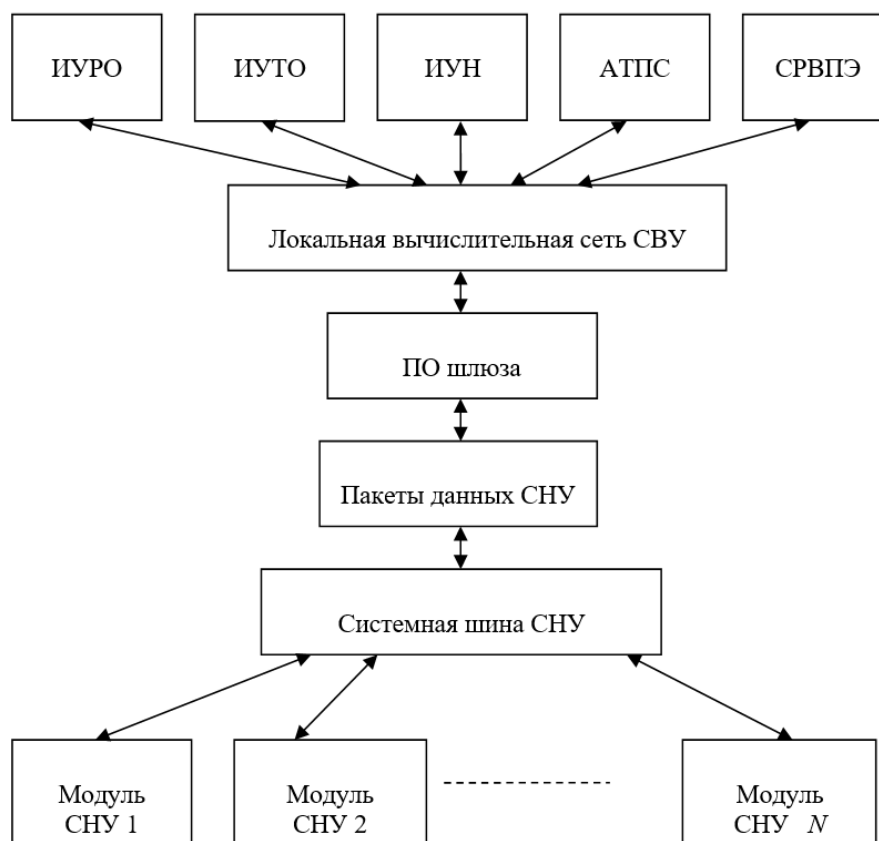 ИУРО
ИУТО
ИУН
АТПС
СРВПЭ
Локальная вычислительная сеть СВУ
ПО шлюза
Пакеты данных СНУ
Системная шина СНУ
Модуль
СНУ 1
Модуль
СНУ 2
Модуль
СНУ N